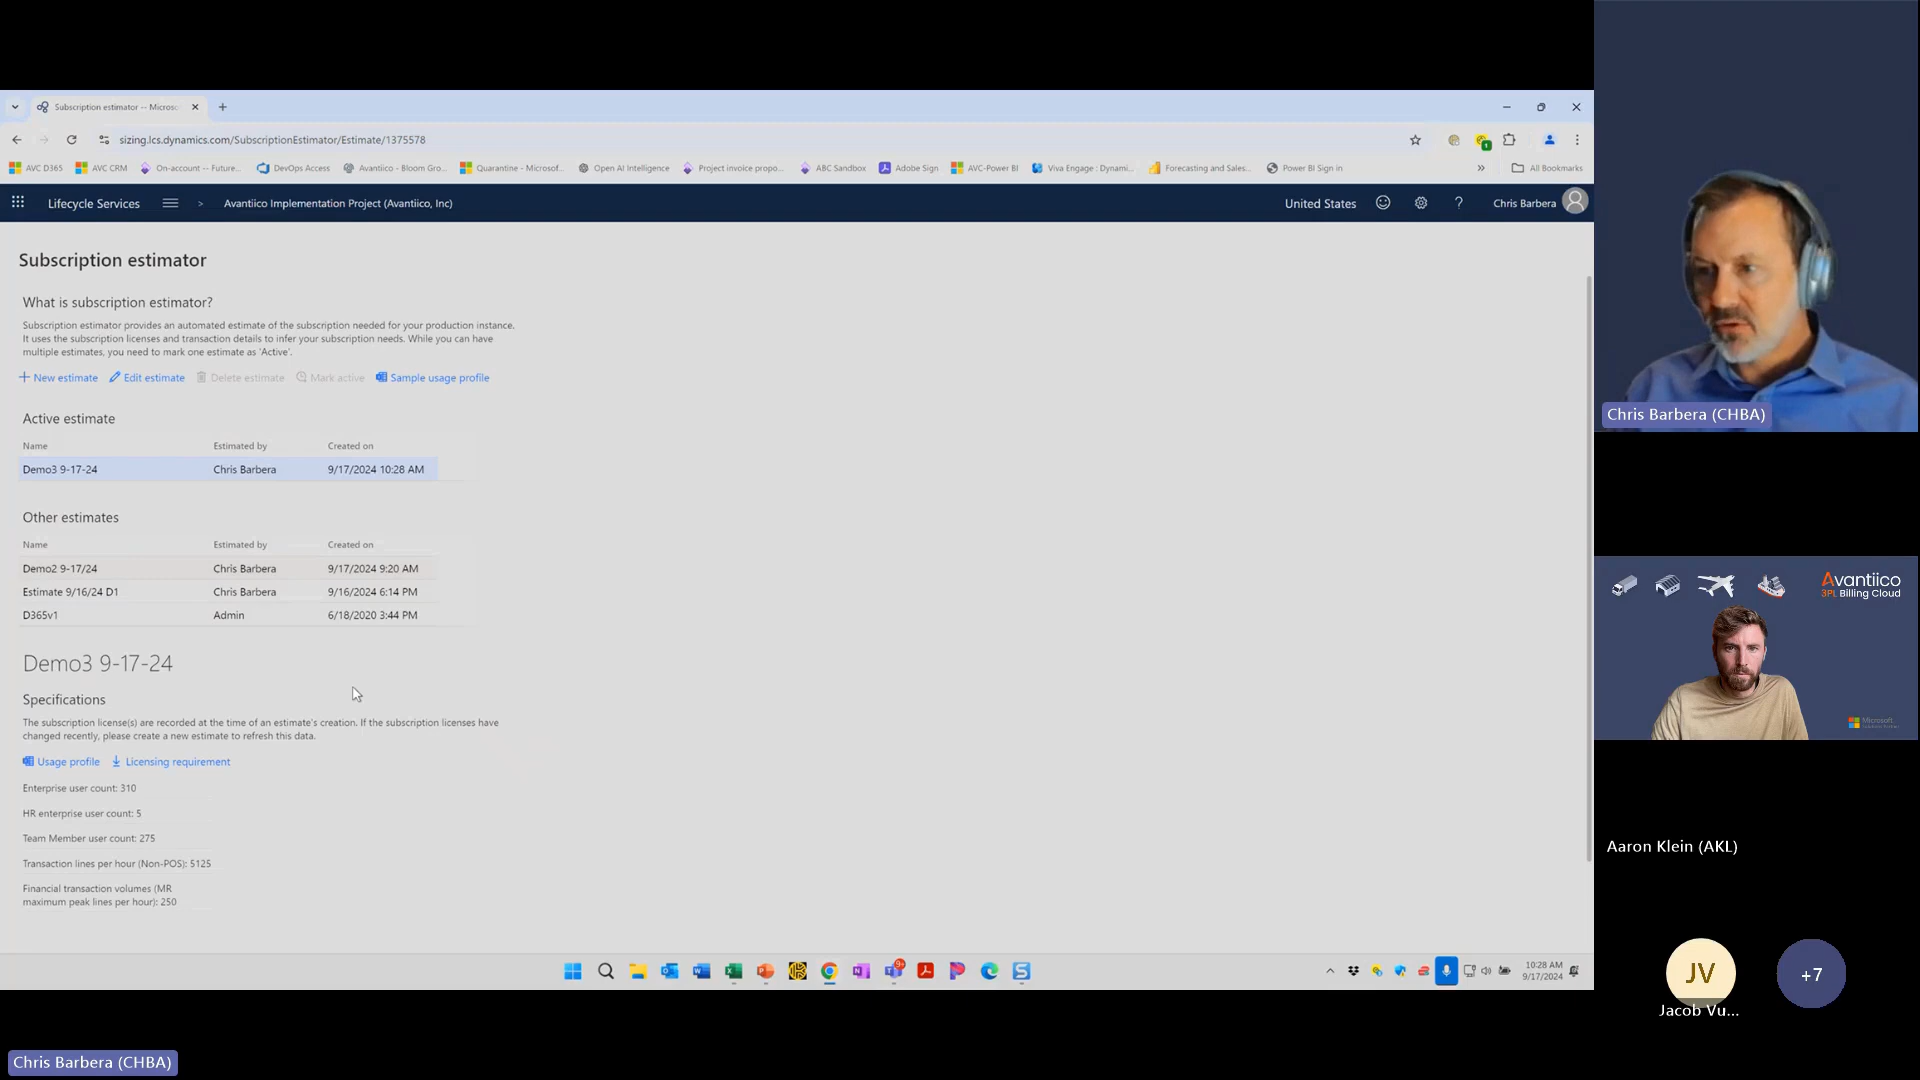 Subscription estimator -- Micros
sizing.lcs.dynamics.com/SubscriptionEstimator/Estimate/1375578
AVC D365
AVC CRM
On-account -- Future...
DevOps Access
Avantiico - Bloom Gro...
Quarantine - Microsof...
Open AI Intelligence
Project invoice propo...
ABC Sandbox
Adobe Sign
AVC-Power BI
Viva Engage : Dynami...
Forecasting and Sales...
Power BI Sign in
»
All Bookmarks
Lifecycle Services > Avantiico Implementation Project (Avantiico, Inc)
United States
?
Chris Barbera
Subscription estimator
What is subscription estimator?
Subscription estimator provides an automated estimate of the subscription needed for your production instance.
It uses the subscription licenses and transaction details to infer your subscription needs. While you can have
multiple estimates, you need to mark one estimate as 'Active'.
New estimate Edit estimate Delete estimate Mark active Sample usage profile
Active estimate
Name Estimated by Created on
Demo3 9-17-24 Chris Barbera 9/17/2024 10:28 AM
Other estimates
Name Estimated by Created on
Demo2 9-17/24 Chris Barbera 9/17/2024 9:20 AM
Estimate 9/16/24 D1 Chris Barbera 9/16/2024 6:14 PM
D365v1 Admin 6/18/2020 3:44 PM
Demo3 9-17-24
Specifications
The subscription license(s) are recorded at the time of an estimate's creation. If the subscription licenses have
changed recently, please create a new estimate to refresh this data.
Usage profile Licensing requirement
Enterprise user count: 310
HR enterprise user count: 5
Team Member user count: 275
Transaction lines per hour (Non-POS): 5125
Financial transaction volumes (MR
maximum peak lines per hour): 250
10:28 AM
9/17/2024
Chris Barbera (CHBA)
Avantiico
3PL Billing Cloud
Microsoft
Aaron Klein (AKL)
JV
+7
Jacob Vu...
Chris Barbera (CHBA)